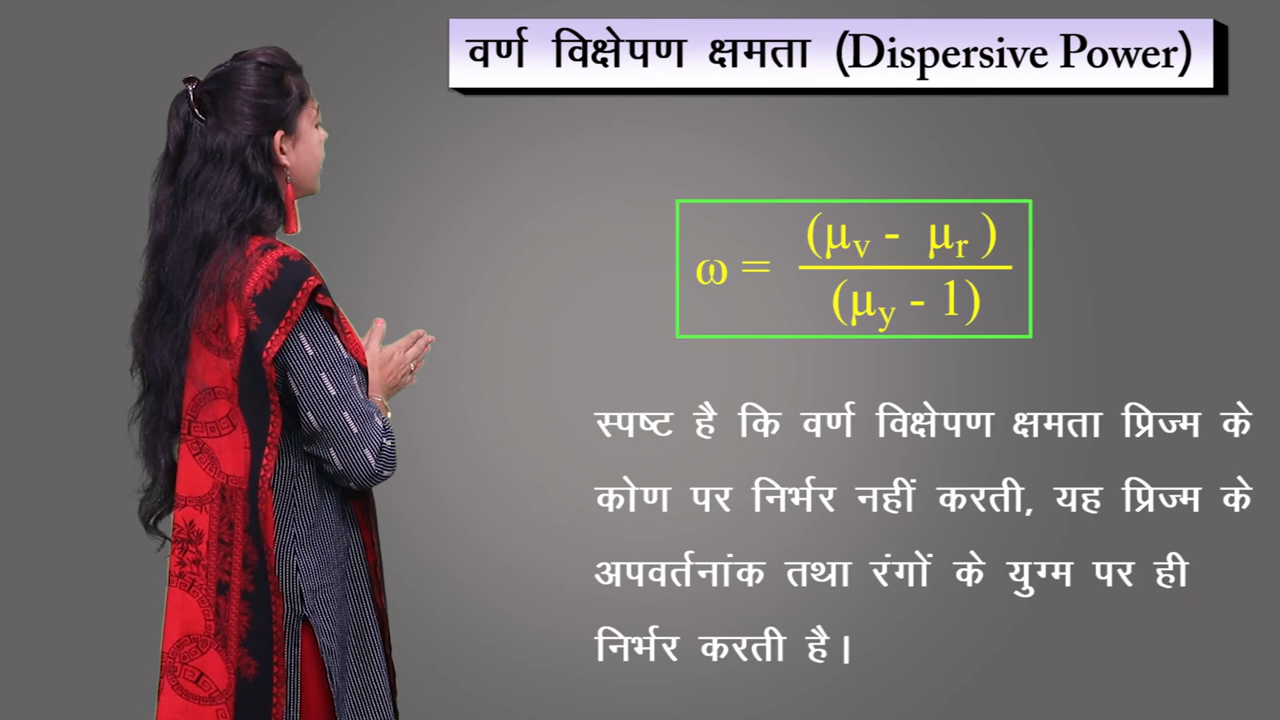 वर्ण विक्षेपण क्षमता (Dispersive Power)
ω = (μᵥ - μᵣ ) / (μ_y - 1)
स्पष्ट है कि वर्ण विक्षेपण क्षमता प्रिज्म के
कोण पर निर्भर नहीं करती, यह प्रिज्म के
अपवर्तनांक तथा रंगों के युग्म पर ही
निर्भर करती है।